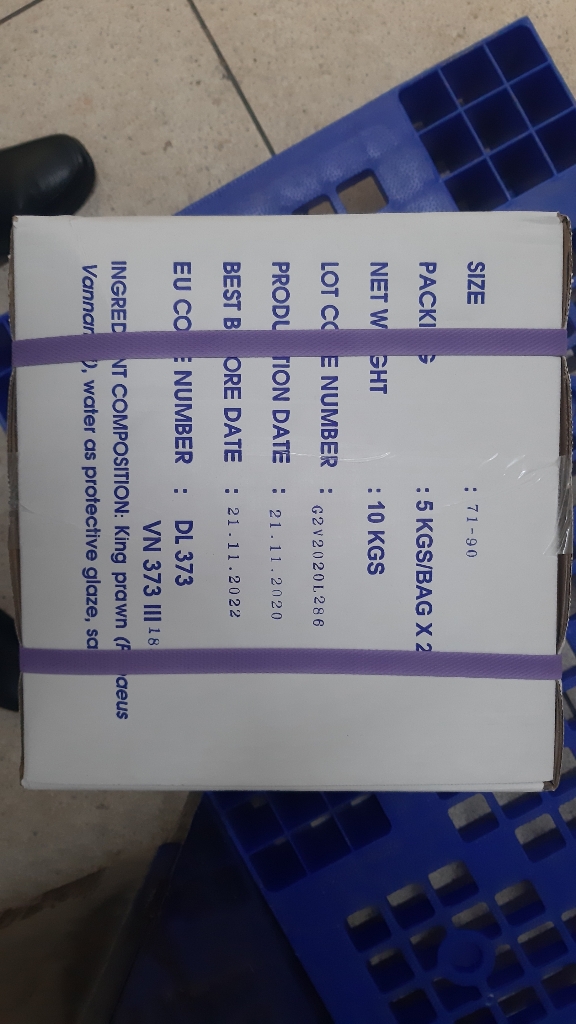 SIZE : 71-90
PACKI G : 5 KGS/BAG X 2
NET W GHT : 10 KGS
LOT CO E NUMBER : G2V2020L286
PRODU TION DATE : 21.11.2020
BEST B ORE DATE : 21.11.2022
EU CO E NUMBER : DL 373
VN 373 III 18
INGRED NT COMPOSITION: King prawn (P aeus
Vannam ), water as protective glaze, sa